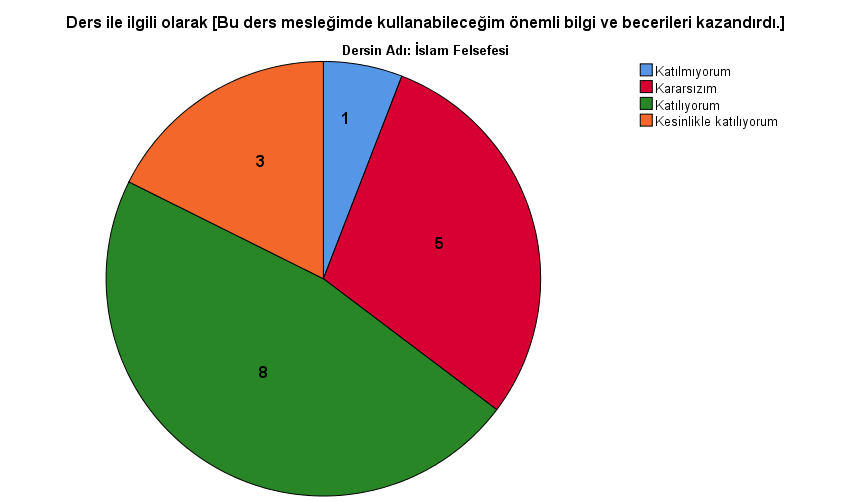 Ders ile ilgili olarak [Bu ders mesleğimde kullanabileceğim önemli bilgi ve becerileri kazandırdı.]
Dersin Adı: İslam Felsefesi
Katılmıyorum
Kararsızım
Katılıyorum
Kesinlikle katılıyorum
1
3
5
8